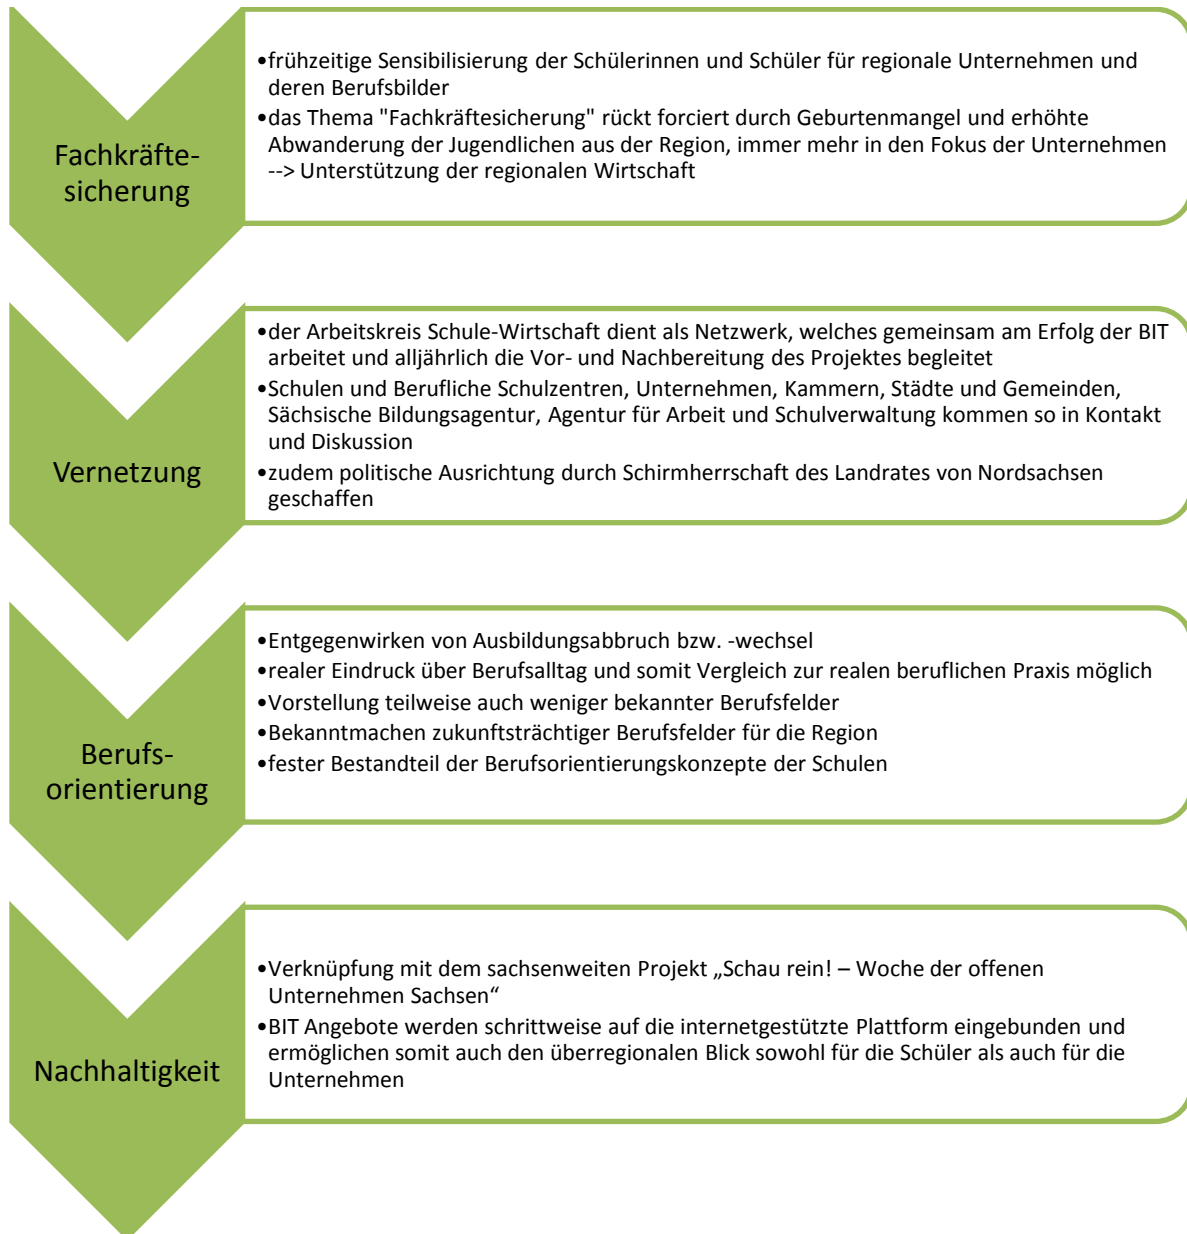 Fachkräfte-
sicherung
•frühzeitige Sensibilisierung der Schülerinnen und Schüler für regionale Unternehmen und
deren Berufsbilder
•das Thema "Fachkräftesicherung" rückt forciert durch Geburtenmangel und erhöhte
Abwanderung der Jugendlichen aus der Region, immer mehr in den Fokus der Unternehmen
--> Unterstützung der regionalen Wirtschaft
Vernetzung
•der Arbeitskreis Schule-Wirtschaft dient als Netzwerk, welches gemeinsam am Erfolg der BIT
arbeitet und alljährlich die Vor- und Nachbereitung des Projektes begleitet
•Schulen und Berufliche Schulzentren, Unternehmen, Kammern, Städte und Gemeinden,
Sächsische Bildungsagentur, Agentur für Arbeit und Schulverwaltung kommen so in Kontakt
und Diskussion
•zudem politische Ausrichtung durch Schirmherrschaft des Landrates von Nordsachsen
geschaffen
Berufs-
orientierung
•Entgegenwirken von Ausbildungsabbruch bzw. -wechsel
•realer Eindruck über Berufsalltag und somit Vergleich zur realen beruflichen Praxis möglich
•Vorstellung teilweise auch weniger bekannter Berufsfelder
•Bekanntmachen zukunftsträchtiger Berufsfelder für die Region
•fester Bestandteil der Berufsorientierungskonzepte der Schulen
Nachhaltigkeit
•Verknüpfung mit dem sachsenweiten Projekt „Schau rein! – Woche der offenen
Unternehmen Sachsen“
•BIT Angebote werden schrittweise auf die internetgestützte Plattform eingebunden und
ermöglichen somit auch den überregionalen Blick sowohl für die Schüler als auch für die
Unternehmen